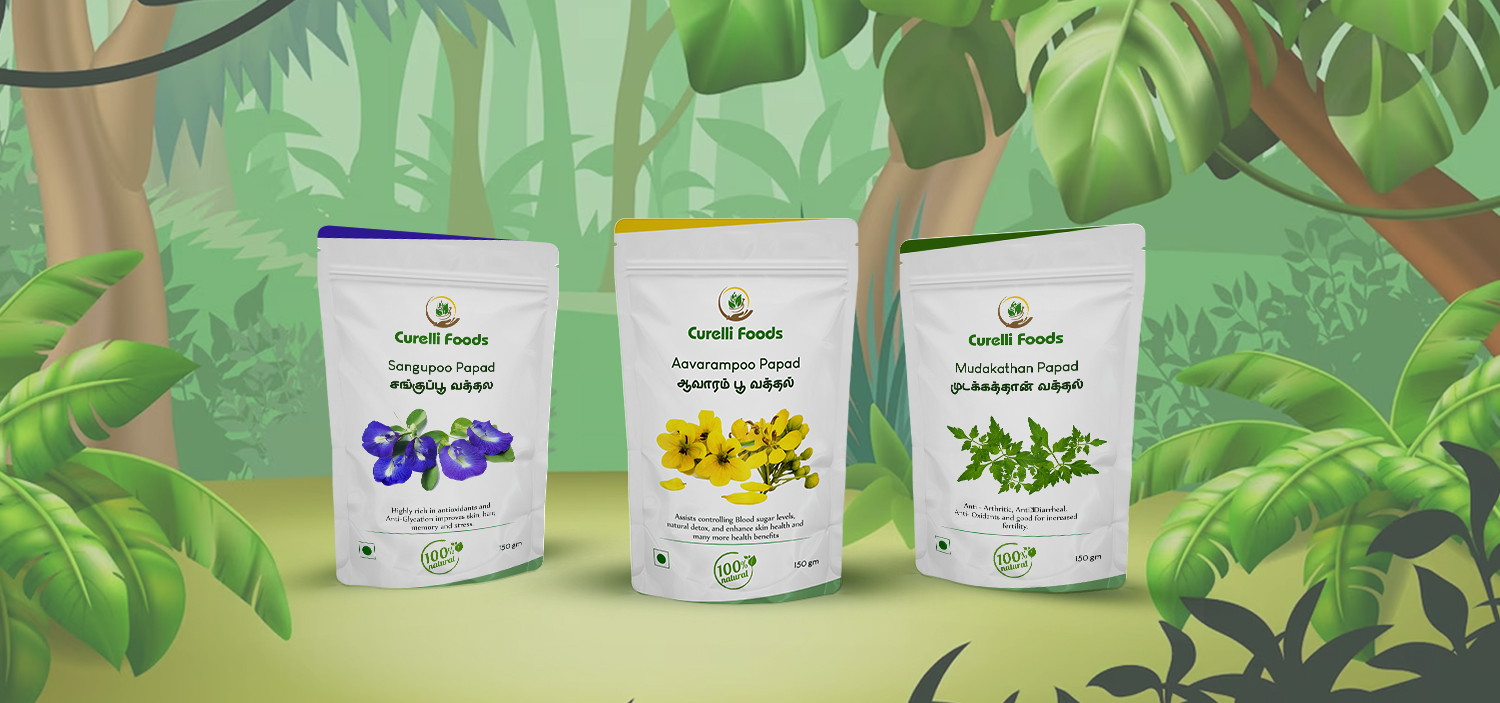 Curelli Foods
Sangupoo Papad
சங்குப்பூ வத்தல
Highly rich in antioxidants and
Anti-Glycation improves skin, hair,
memory and stress
100%
natural
150 gm
Curelli Foods
Aavarampoo Papad
ஆவாரம் பூ வத்தல்
Assists controlling Blood sugar levels,
natural detox, and enhance skin health and
many more health benefits
100%
natural
150 gm
Curelli Foods
Mudakathan Papad
முடக்கத்தான் வத்தல்
Anti - Arthritic, Anti Diarrheal,
Anti- Oxidants and good for increased
fertility.
100%
natural
150 gm